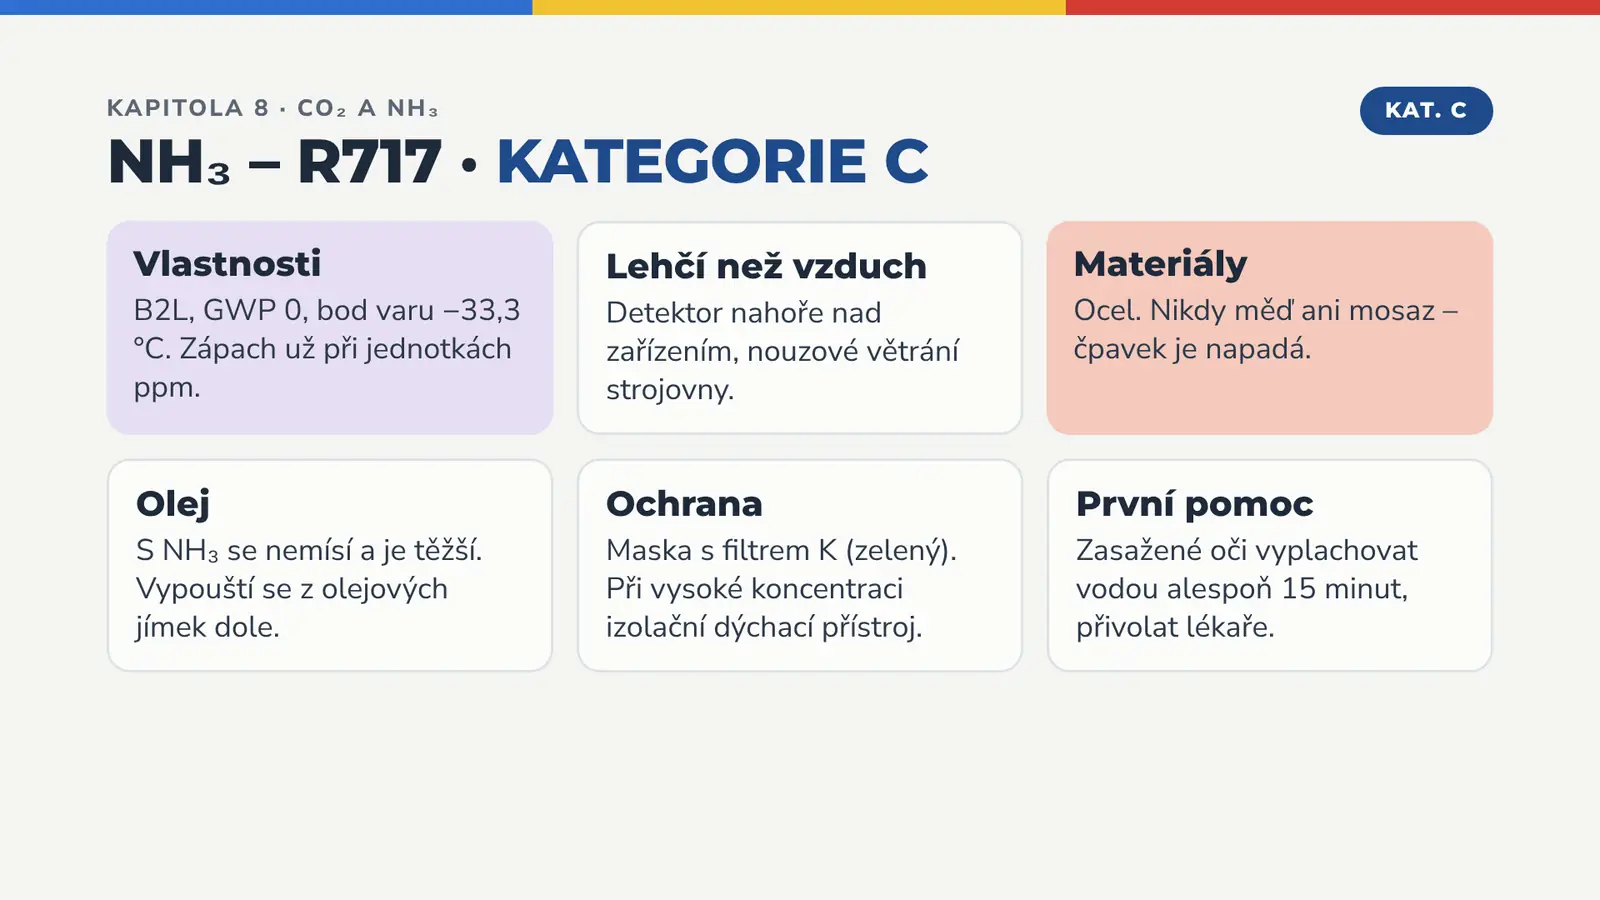 KAPITOLA 8 · CO₂ A NH₃
KAT. C
NH₃ – R717 · KATEGORIE C
Vlastnosti
B2L, GWP 0, bod varu −33,3
°C. Zápach už při jednotkách
ppm.
Lehčí než vzduch
Detektor nahoře nad
zařízením, nouzové větrání
strojovny.
Materiály
Ocel. Nikdy měď ani mosaz –
čpavek je napadá.
Olej
S NH₃ se nemísí a je těžší.
Vypouští se z olejových
jímek dole.
Ochrana
Maska s filtrem K (zelený).
Při vysoké koncentraci
izolační dýchací přístroj.
První pomoc
Zasažené oči vyplachovat
vodou alespoň 15 minut,
přivolat lékaře.